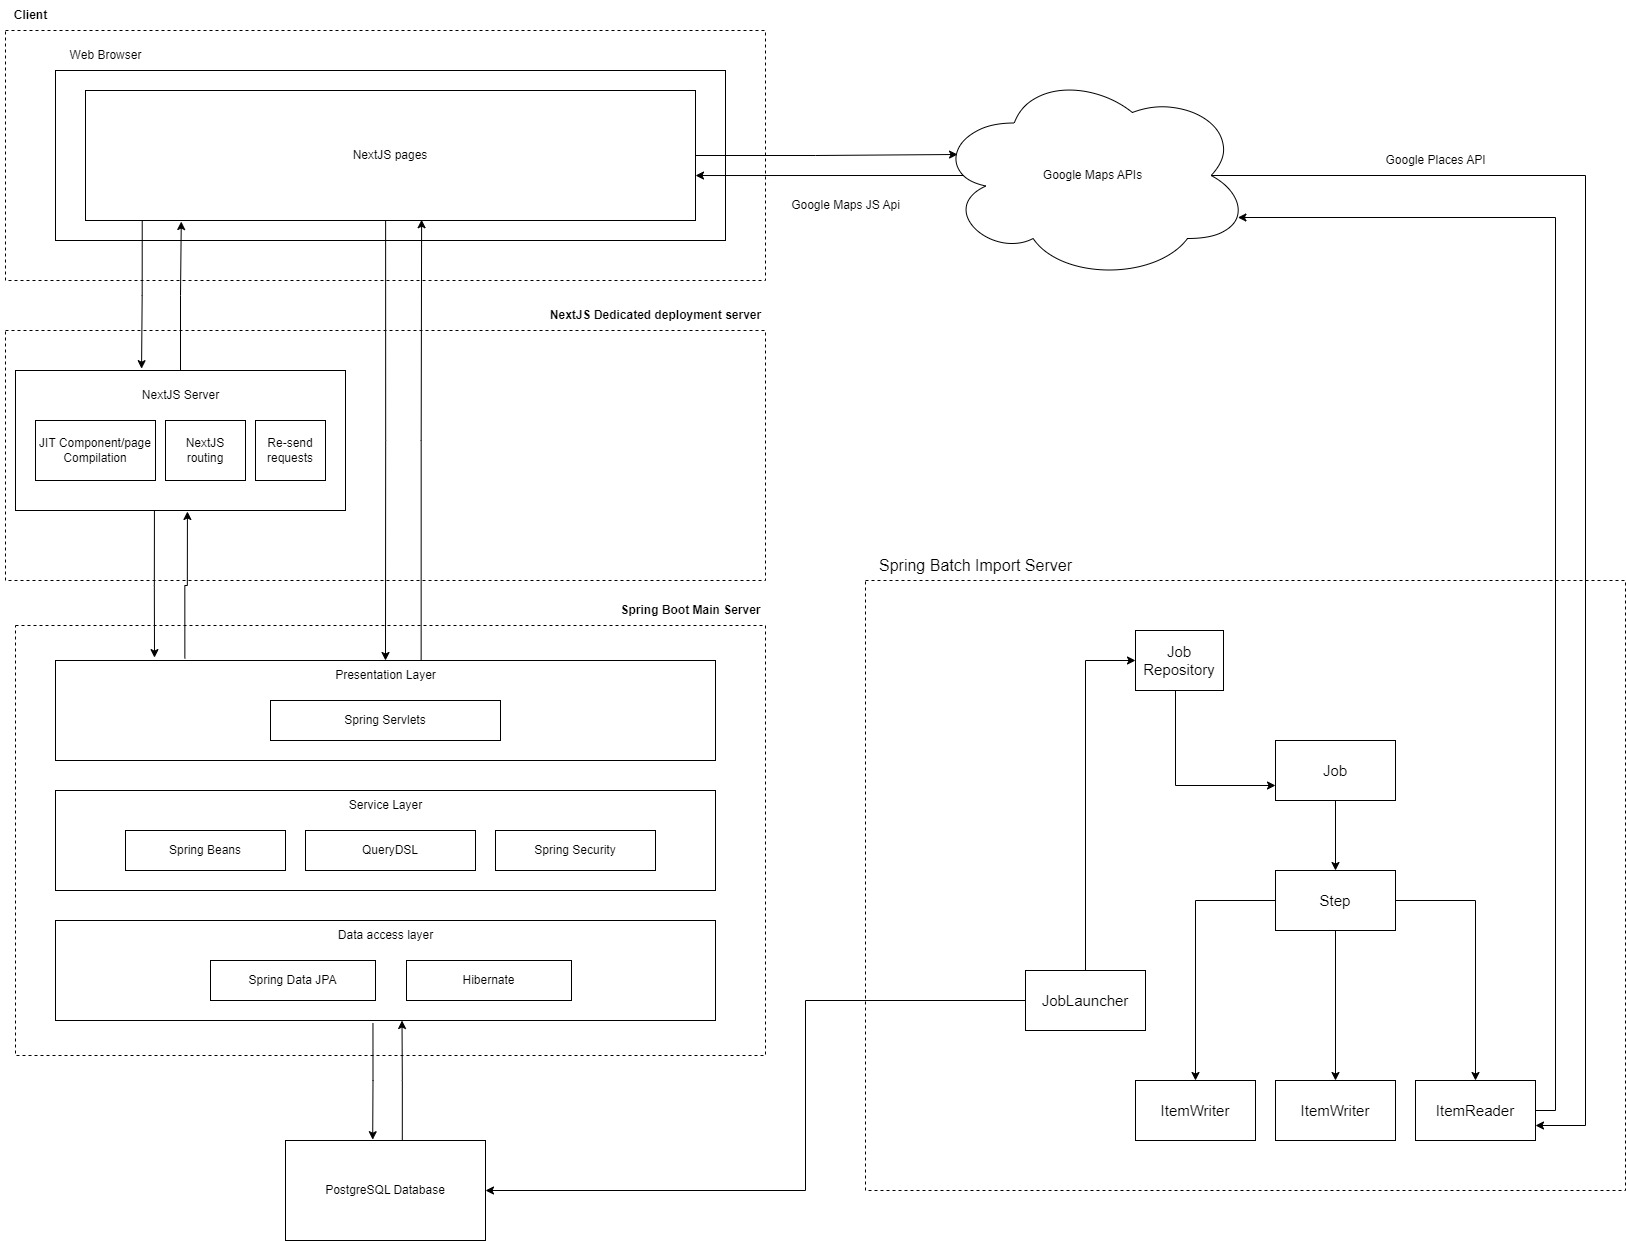 Client
Web Browser
NextJS pages
Google Maps APIs
Google Places API
Google Maps JS Api
NextJS Dedicated deployment server
NextJS Server
JIT Component/page
Compilation
NextJS
routing
Re-send
requests
Spring Boot Main Server
Presentation Layer
Spring Servlets
Service Layer
Spring Beans
QueryDSL
Spring Security
Data access layer
Spring Data JPA
Hibernate
PostgreSQL Database
Spring Batch Import Server
Job
Repository
Job
Step
JobLauncher
ItemWriter
ItemWriter
ItemReader